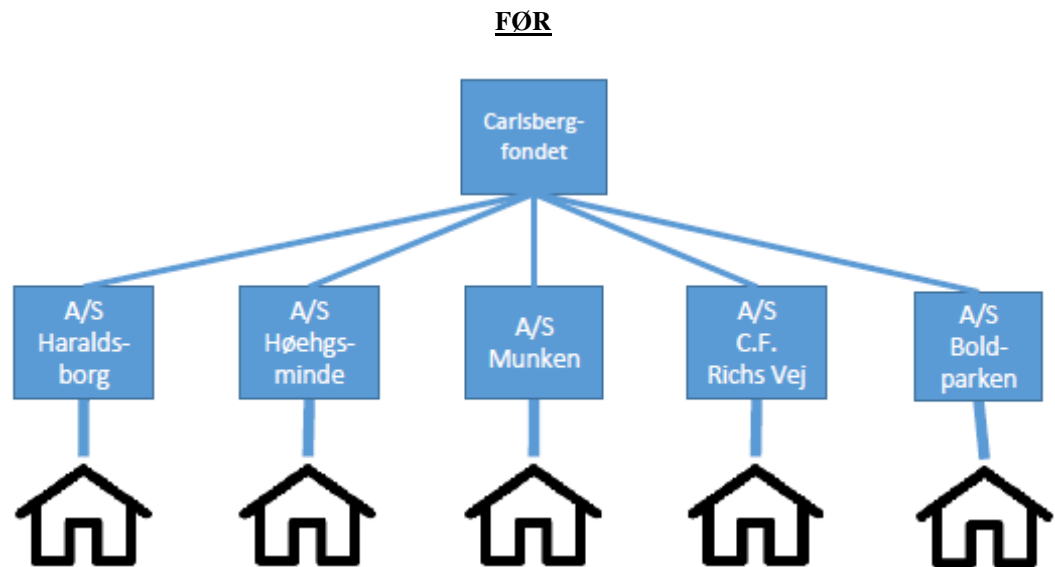 FØR
Carlsberg-
fondet
A/S
Haralds-
borg
A/S
Høehgs-
minde
A/S
Munken
A/S
C.F.
Richs Vej
A/S
Bold-
parken